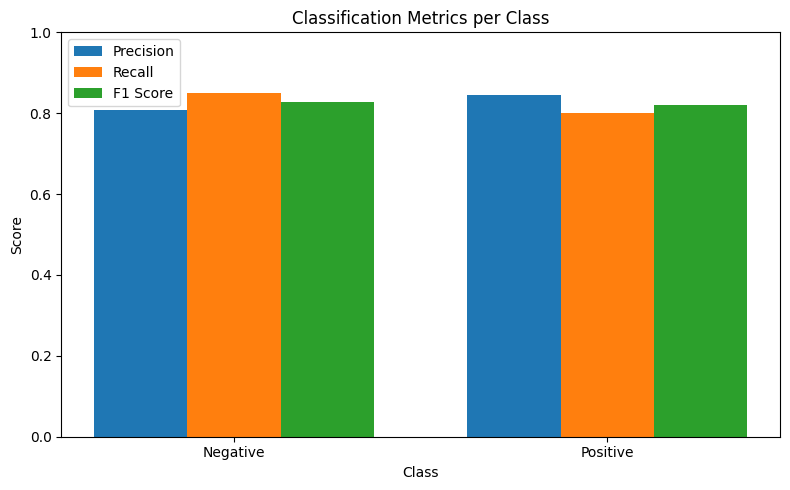 Classification Metrics per Class
Precision
Recall
F1 Score
Score
1.0
0.8
0.6
0.4
0.2
0.0
Negative
Positive
Class